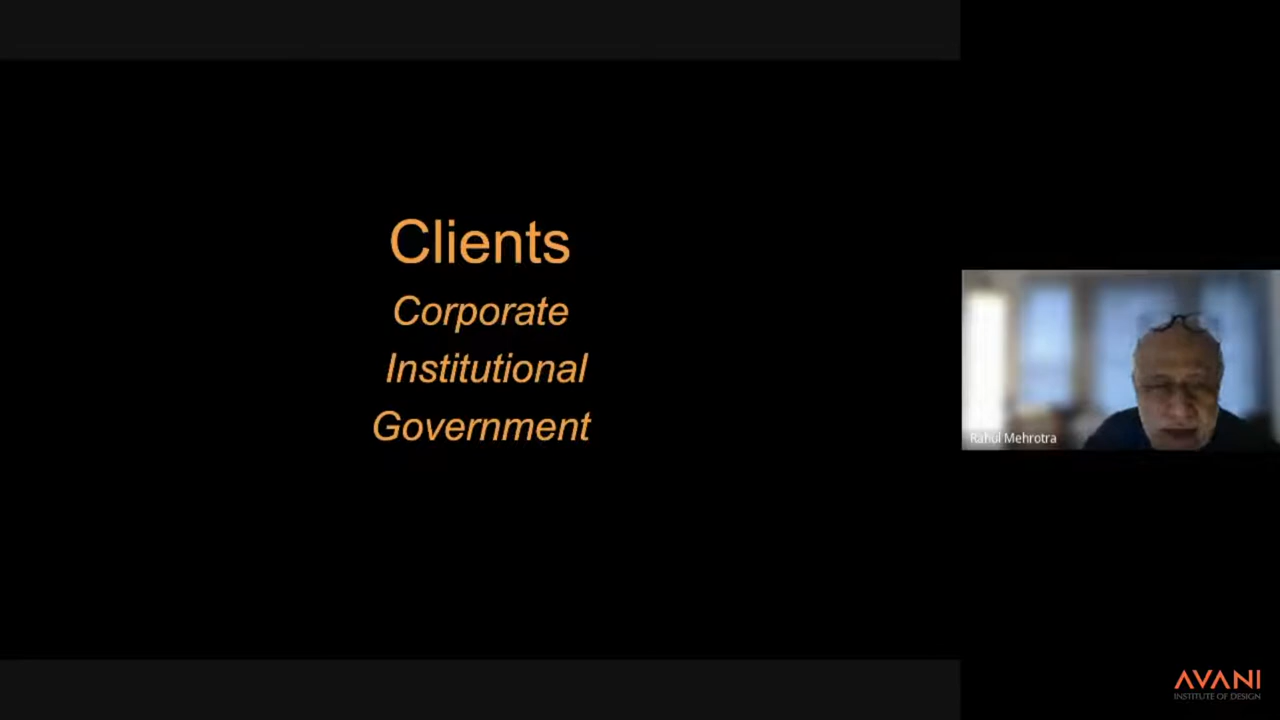 Clients
Corporate
Institutional
Government
Rahul Mehrotra
AVANI
INSTITUTE OF DESIGN